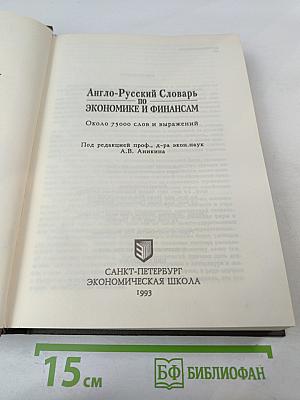 Англо-Русский Словарь
по
экономике и финансам
Около 75000 слов и выражений
Под редакцией проф., д-ра экон.наук
А.В. Аникина
САНКТ-ПЕТЕРБУРГ
ЭКОНОМИЧЕСКАЯ ШКОЛА
1993
15 см
БФ БИБЛИОФАН